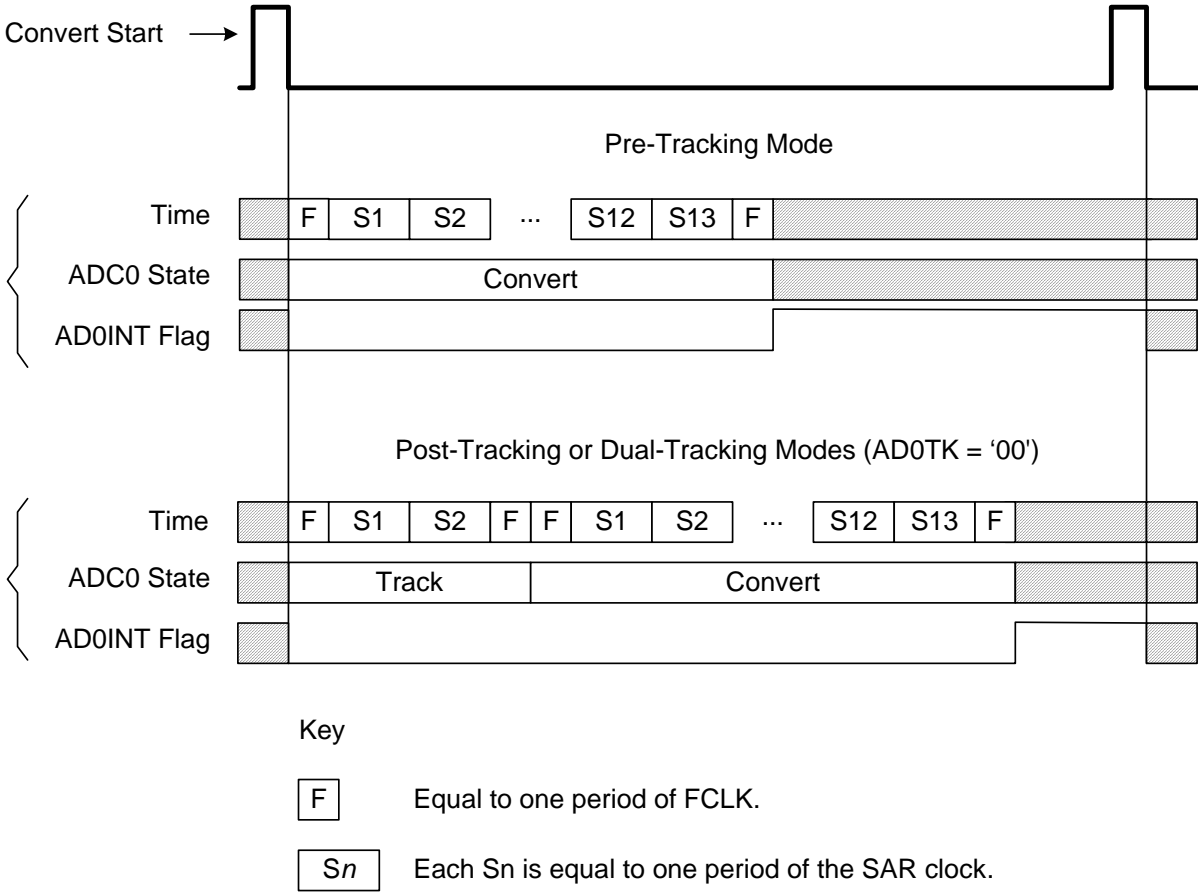 Convert Start
Pre-Tracking Mode
Time F S1 S2 ... S12 S13 F
ADC0 State Convert
AD0INT Flag
Post-Tracking or Dual-Tracking Modes (AD0TK = ‘00')
Time F S1 S2 F F S1 S2 ... S12 S13 F
ADC0 State Track Convert
AD0INT Flag
Key
F Equal to one period of FCLK.
Sn Each Sn is equal to one period of the SAR clock.